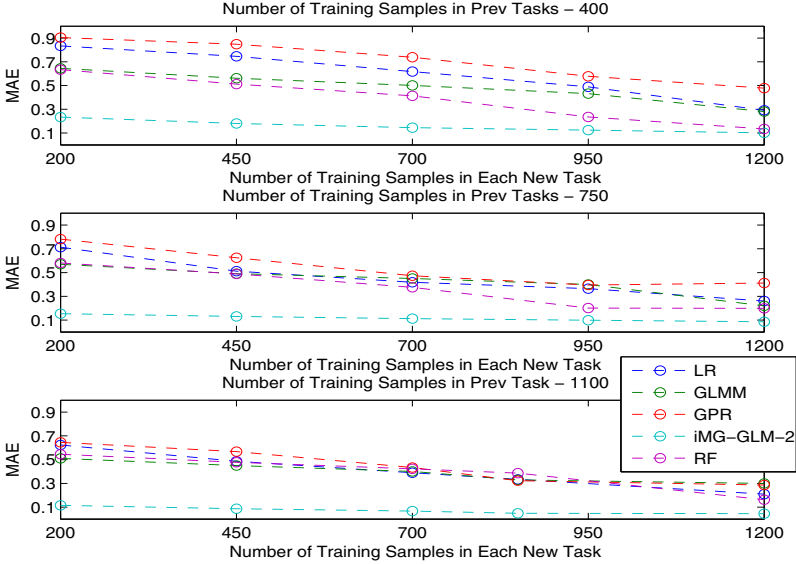 Number of Training Samples in Prev Tasks − 400
0.9
0.7
0.5
0.3
0.1
MAE
200 450 700 950 1200
Number of Training Samples in Each New Task
Number of Training Samples in Prev Tasks − 750
0.9
0.7
0.5
0.3
0.1
MAE
200 450 700 950 1200
Number of Training Samples in Each New Task
Number of Training Samples in Prev Task − 1100
0.9
0.7
0.5
0.3
0.1
MAE
200 450 700 950 1200
Number of Training Samples in Each New Task
LR
GLMM
GPR
iMG−GLM−2
RF